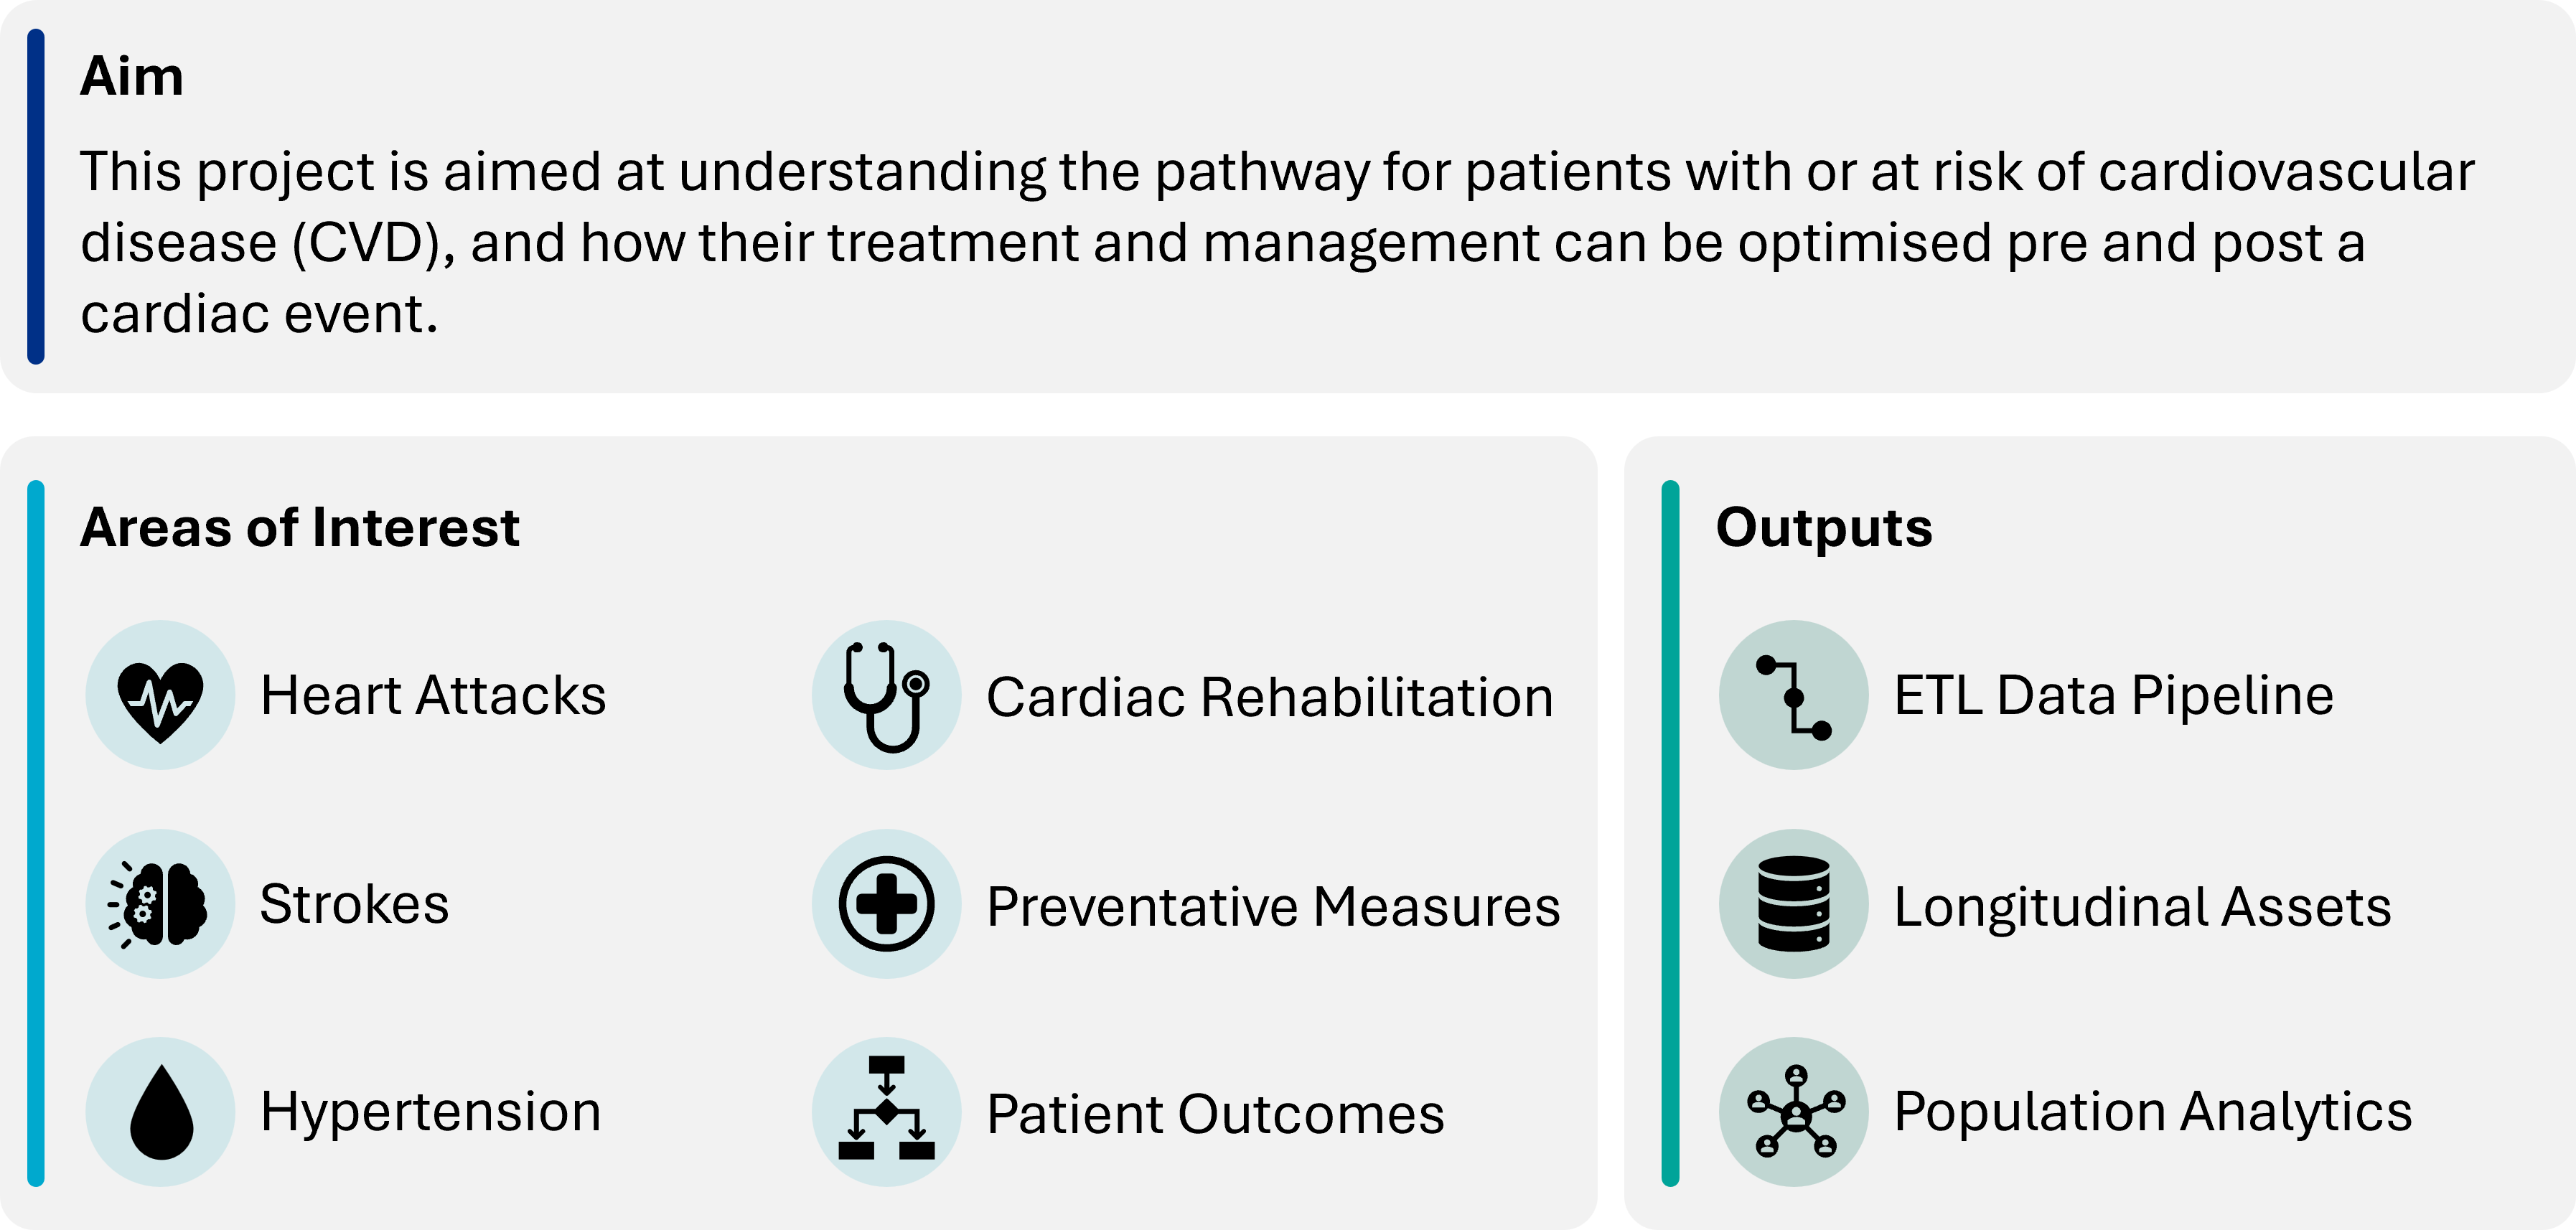 Aim
This project is aimed at understanding the pathway for patients with or at risk of cardiovascular
disease (CVD), and how their treatment and management can be optimised pre and post a
cardiac event.
Areas of Interest
Heart Attacks
Strokes
Hypertension
Cardiac Rehabilitation
Preventative Measures
Patient Outcomes
Outputs
ETL Data Pipeline
Longitudinal Assets
Population Analytics